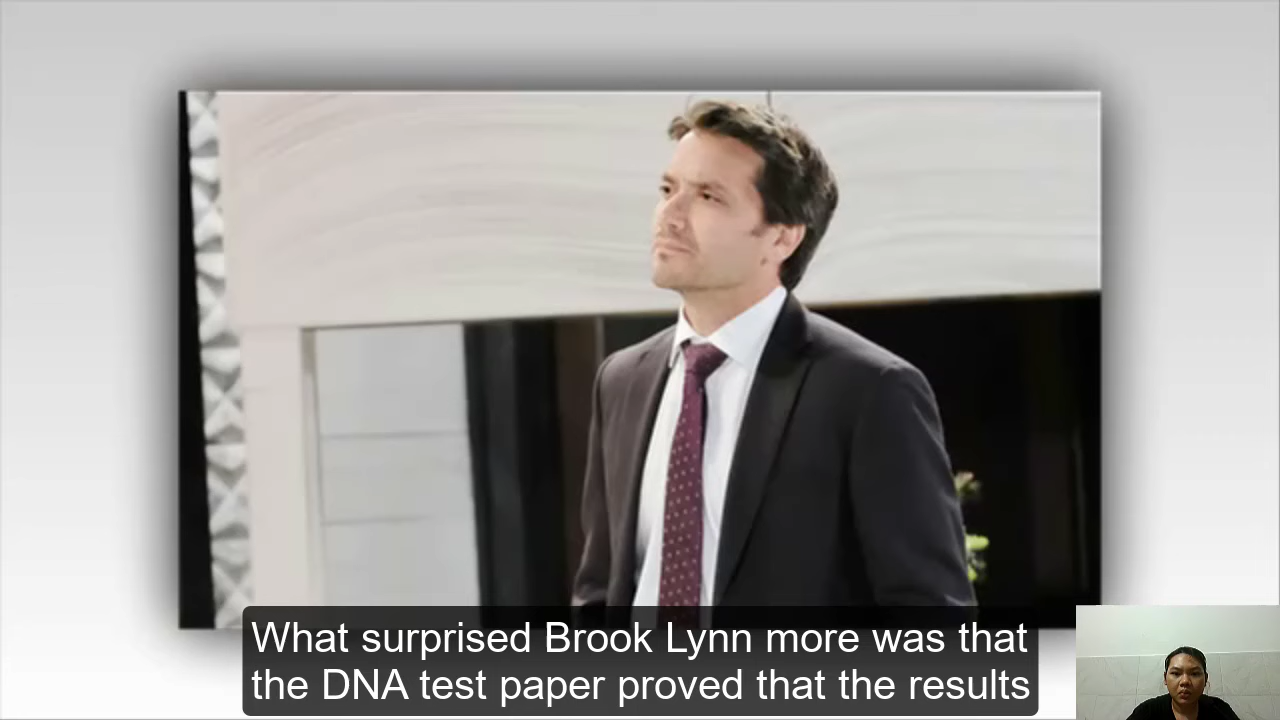 What surprised Brook Lynn more was that
the DNA test paper proved that the results